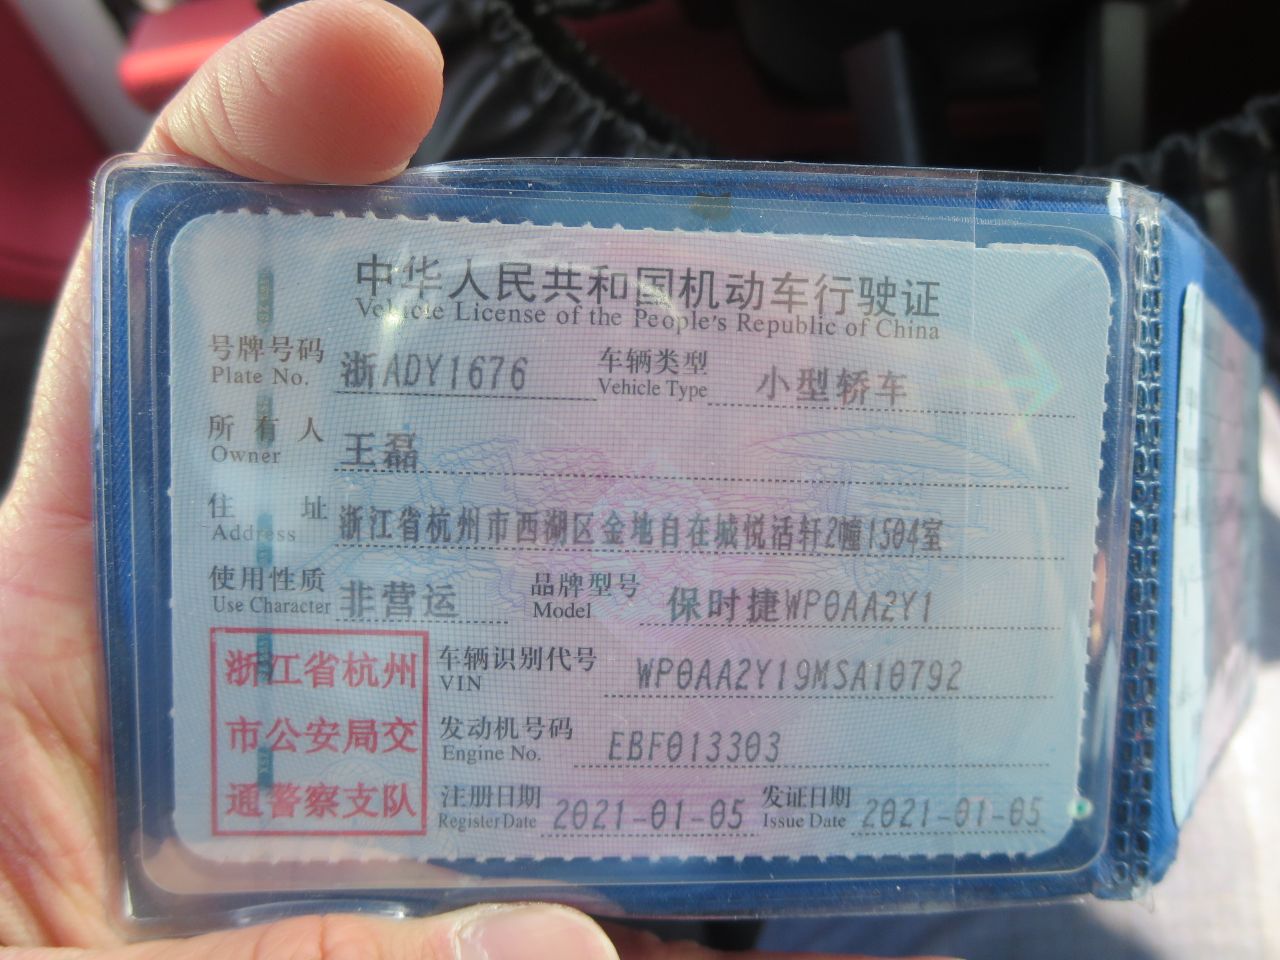 中华人民共和国机动车行驶证
Vehicle License of the People's Republic of China
号牌号码 浙ADY1676 车辆类型 小型轿车
Plate No. Vehicle Type
所有人 王磊
Owner
住址 浙江省杭州市西湖区金地自在城悦活轩2幢1504室
Address
使用性质 非营运 品牌型号 保时捷WP0AA2Y1
Use Character Model
浙江省杭州
市公安局交
通警察支队
车辆识别代号 WP0AA2Y19MSA10792
VIN
发动机号码 EBF013303
Engine No.
注册日期 2021-01-05 发证日期 2021-01-05
Register Date Issue Date